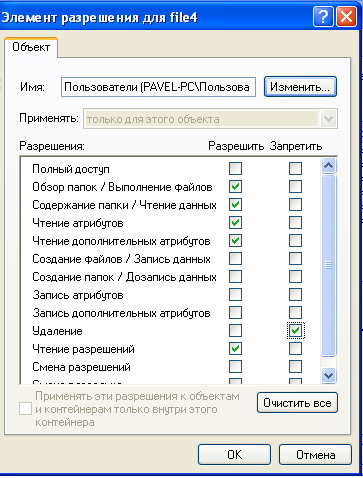 Элемент разрешения для file4
Объект
Имя: Пользователи (PAVEL-PC\Пользова Изменить...
Применять: только для этого объекта
Разрешения: Разрешить Запретить
Полный доступ
Обзор папок / Выполнение файлов
Содержание папки / Чтение данных
Чтение атрибутов
Чтение дополнительных атрибутов
Создание файлов / Запись данных
Создание папок / Дозапись данных
Запись атрибутов
Запись дополнительных атрибутов
Удаление
Чтение разрешений
Смена разрешений
Применять эти разрешения к объектам
и контейнерам только внутри этого
контейнера
Очистить все
OK Отмена